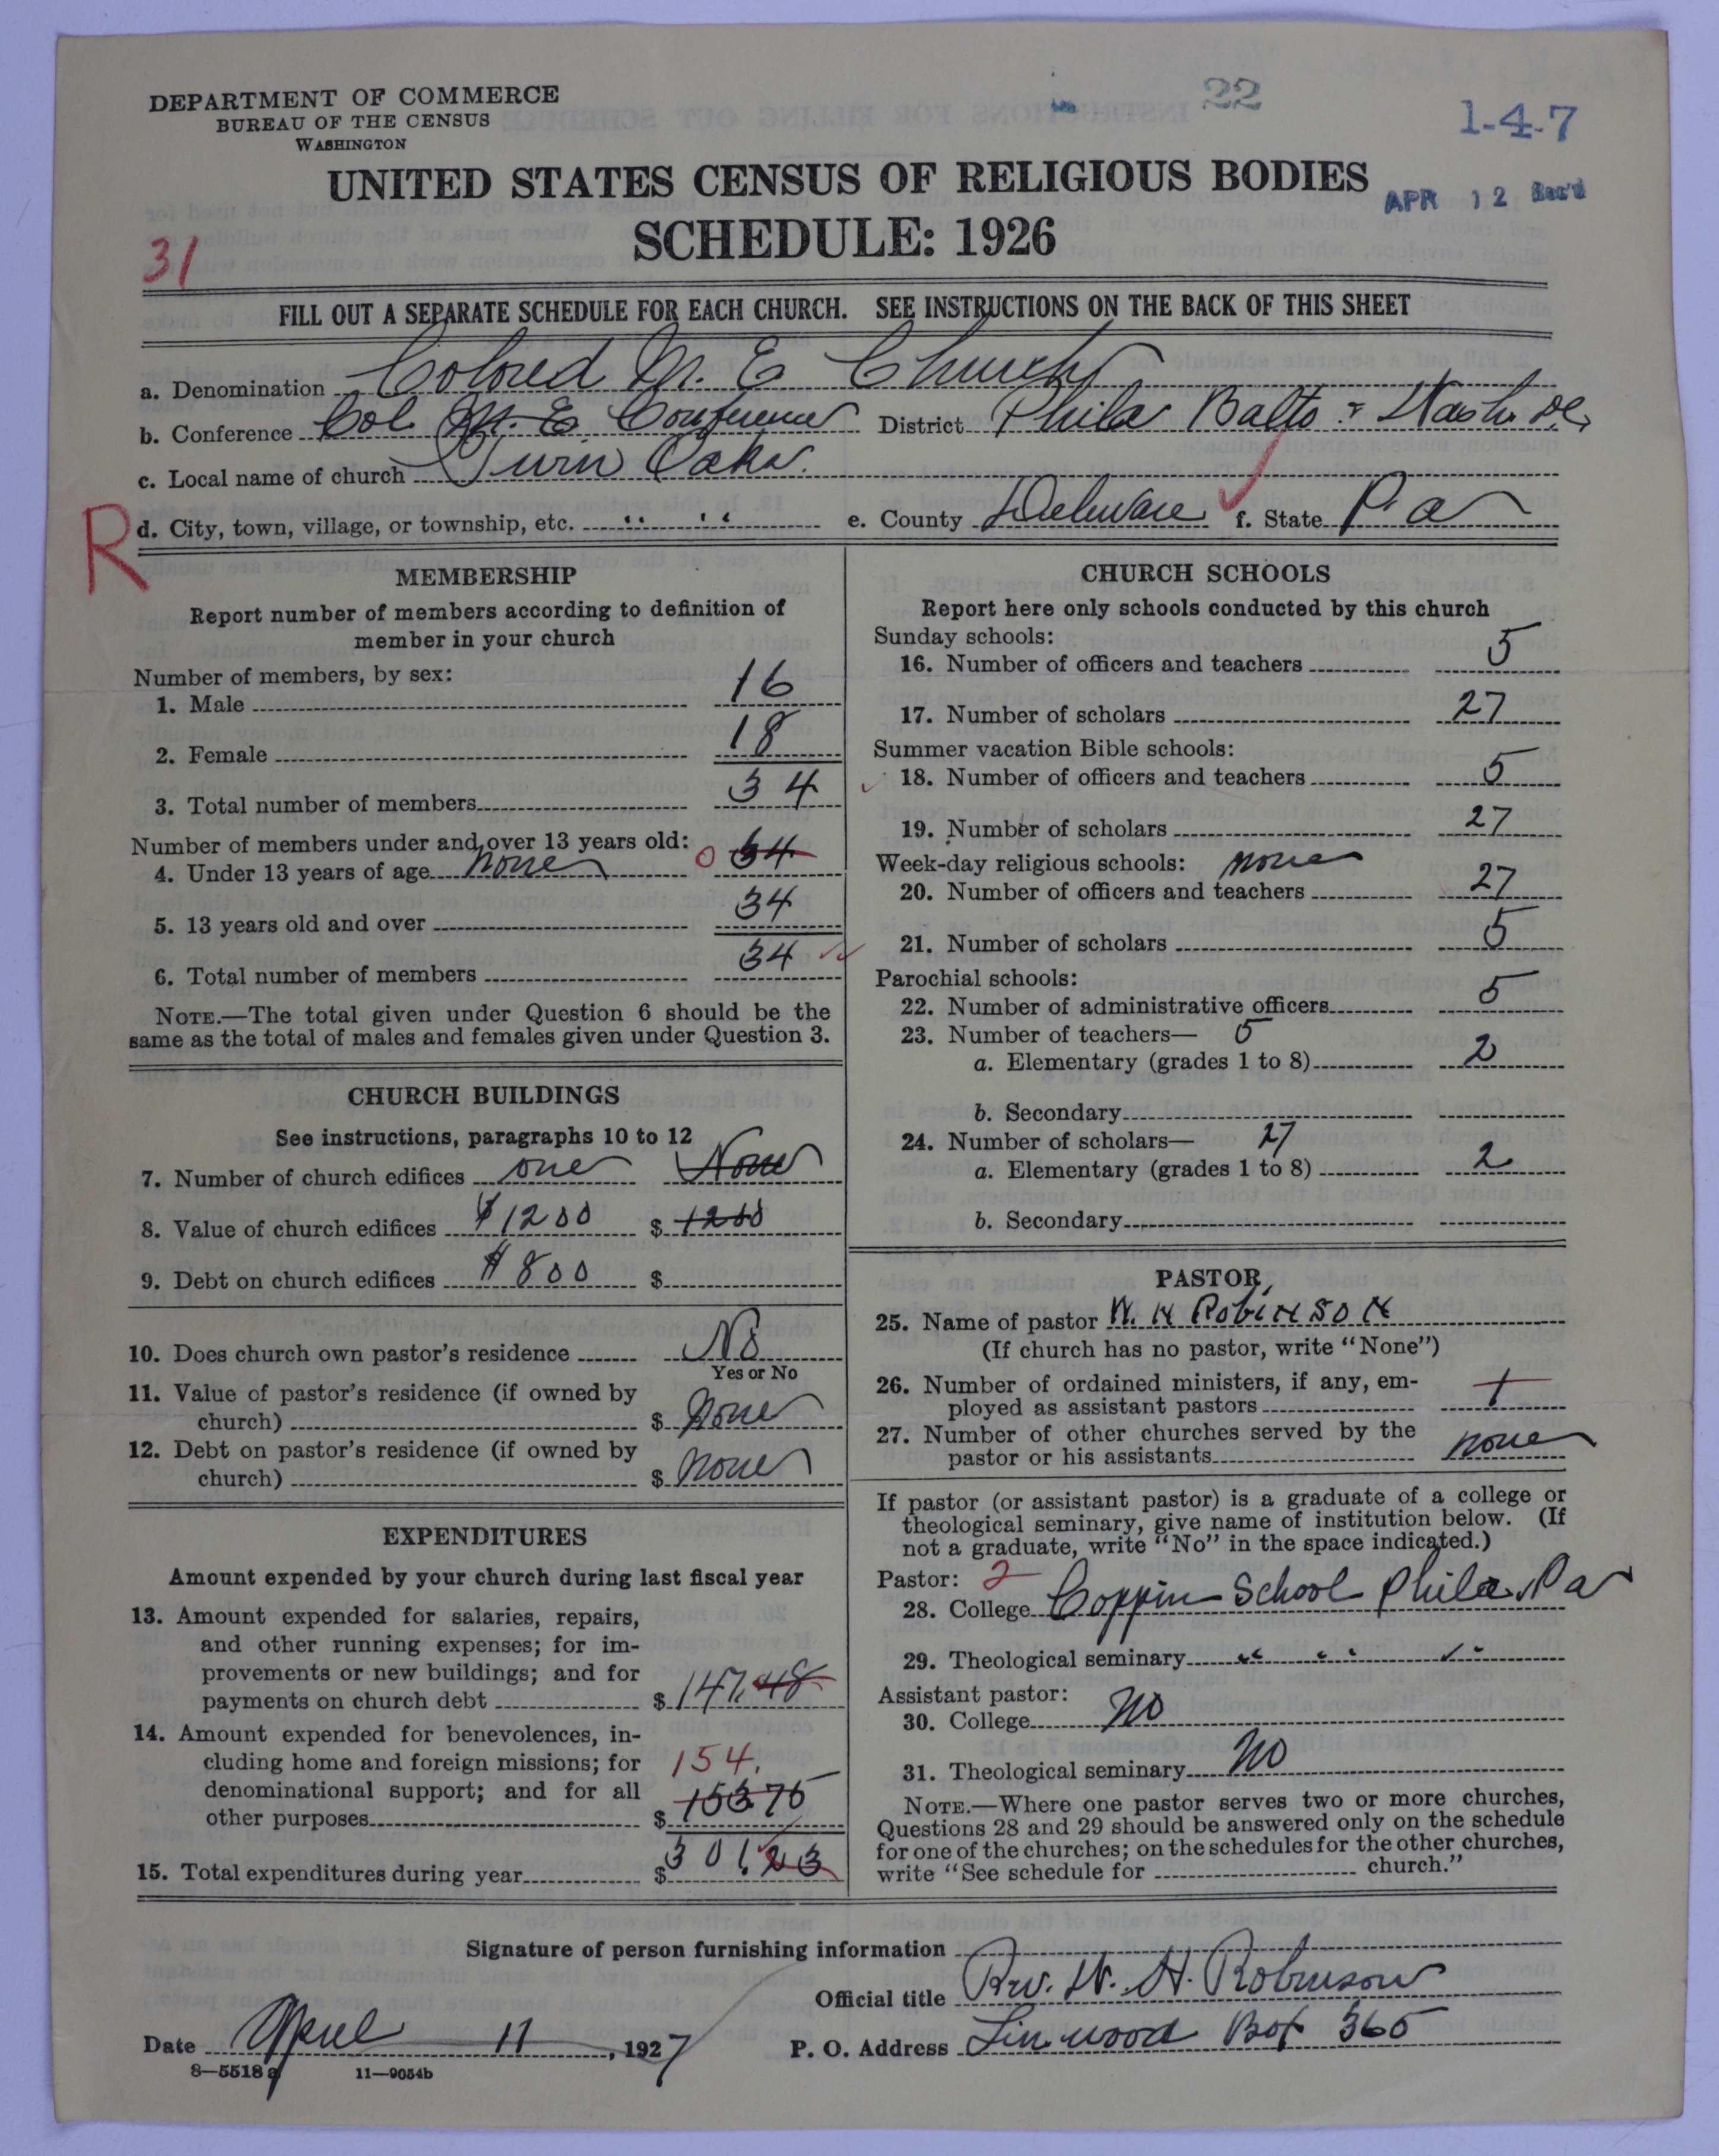 DEPARTMENT OF COMMERCE
BUREAU OF THE CENSUS
WASHINGTON
22
1-4-7
UNITED STATES CENSUS OF RELIGIOUS BODIES
APR 12 Rec'd
SCHEDULE: 1926
31
FILL OUT A SEPARATE SCHEDULE FOR EACH CHURCH. SEE INSTRUCTIONS ON THE BACK OF THIS SHEET
a. Denomination Colored M. E Church
b. Conference Col. M. E. Conference District Phila Balto & Wash. DC
c. Local name of church Twin Oaks.
R
d. City, town, village, or township, etc. " " e. County Delware f. State Pa
MEMBERSHIP
Report number of members according to definition of
member in your church
Number of members, by sex:
1. Male 16
2. Female 18
3. Total number of members 34
Number of members under and over 13 years old:
4. Under 13 years of age none 0 34
5. 13 years old and over 34
6. Total number of members 34
NOTE.—The total given under Question 6 should be the
same as the total of males and females given under Question 3.
CHURCH BUILDINGS
See instructions, paragraphs 10 to 12
7. Number of church edifices one None
8. Value of church edifices $1200 $ 1200
9. Debt on church edifices $800 $
10. Does church own pastor's residence No
Yes or No
11. Value of pastor's residence (if owned by
church) $ None
12. Debt on pastor's residence (if owned by
church) $ none
EXPENDITURES
Amount expended by your church during last fiscal year
13. Amount expended for salaries, repairs,
and other running expenses; for im-
provements or new buildings; and for
payments on church debt $ 147.48
14. Amount expended for benevolences, in-
cluding home and foreign missions; for 154.
denominational support; and for all
other purposes $ 153.75
15. Total expenditures during year $ 301.23
CHURCH SCHOOLS
Report here only schools conducted by this church
Sunday schools:
16. Number of officers and teachers 5
17. Number of scholars 27
Summer vacation Bible schools:
18. Number of officers and teachers 5
19. Number of scholars 27
Week-day religious schools: none
20. Number of officers and teachers 27
21. Number of scholars 5
Parochial schools:
22. Number of administrative officers 5
23. Number of teachers— 5
a. Elementary (grades 1 to 8) 2
b. Secondary
24. Number of scholars— 27
a. Elementary (grades 1 to 8) 2
b. Secondary
PASTOR
25. Name of pastor W. H Robinson
(If church has no pastor, write "None")
26. Number of ordained ministers, if any, em-
ployed as assistant pastors 1
27. Number of other churches served by the
pastor or his assistants none
If pastor (or assistant pastor) is a graduate of a college or
theological seminary, give name of institution below. (If
not a graduate, write "No" in the space indicated.)
Pastor: 2
28. College Coppin School Phila. Pa
29. Theological seminary " " "
Assistant pastor:
30. College no
31. Theological seminary no
NOTE.—Where one pastor serves two or more churches,
Questions 28 and 29 should be answered only on the schedule
for one of the churches; on the schedules for the other churches,
write "See schedule for church."
Signature of person furnishing information
Official title Rev. W. H. Robinson
Date April 11, 1927 P. O. Address Linwood Box 365
8—5518 a 11—9054b